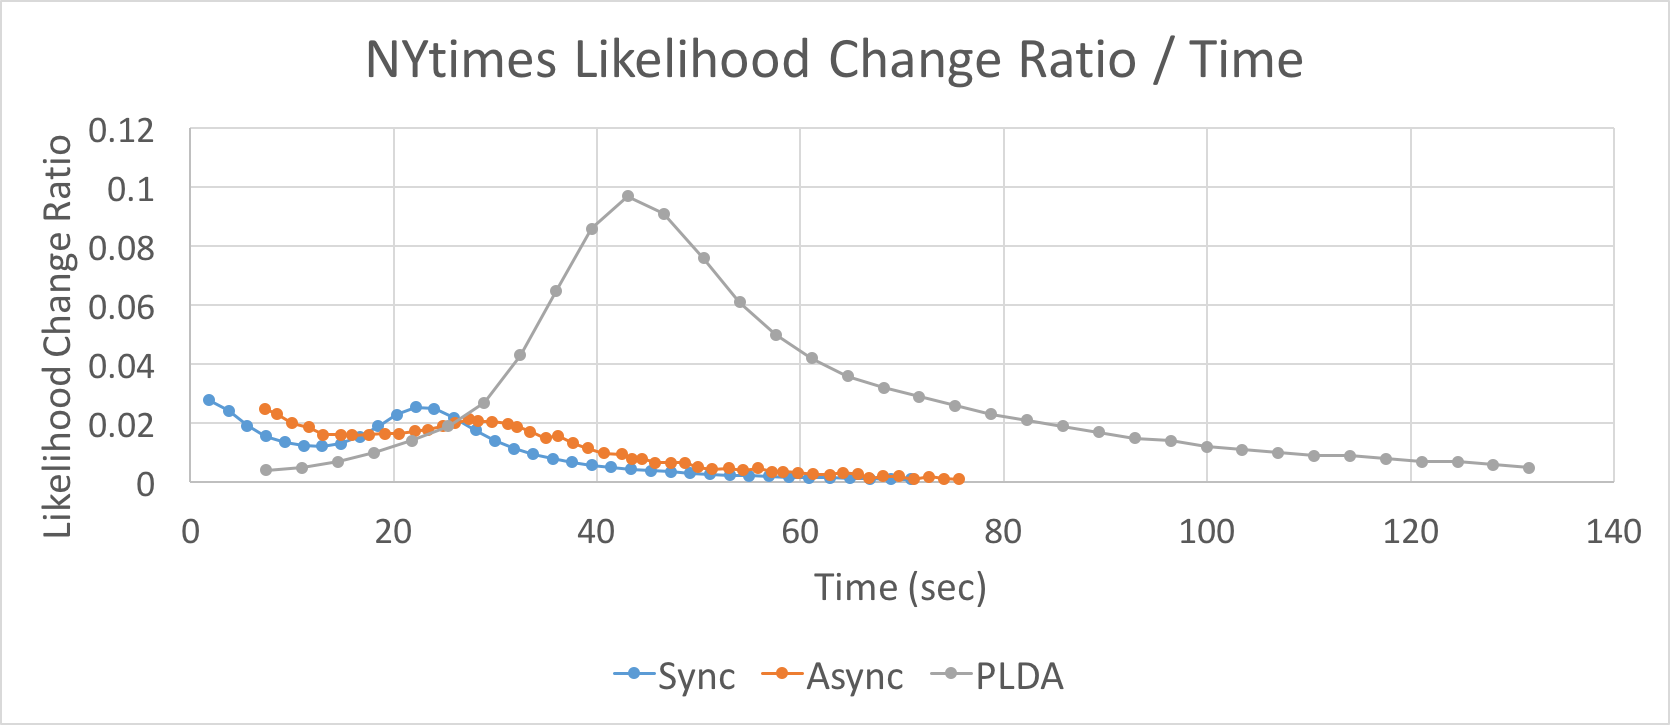 NYtimes Likelihood Change Ratio / Time
Likelihood Change Ratio
0.12
0.1
0.08
0.06
0.04
0.02
0
0 20 40 60 80 100 120 140
Time (sec)
Sync Async PLDA